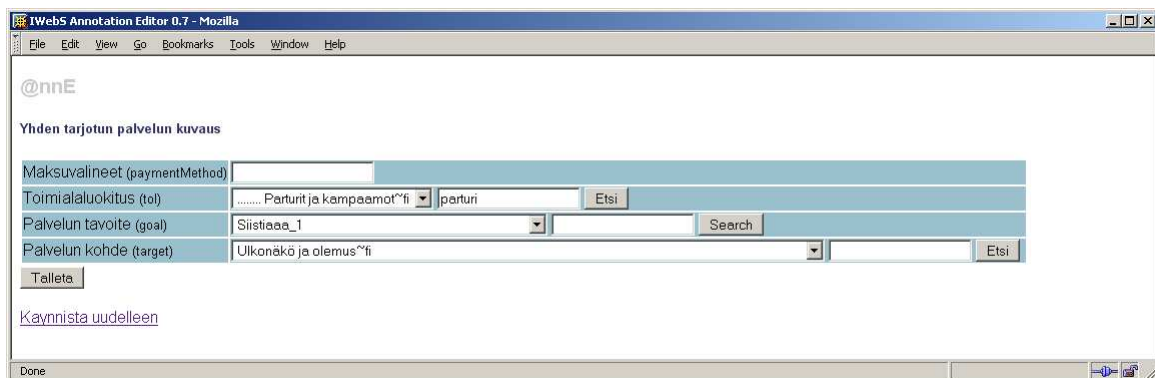 IWebS Annotation Editor 0.7 - Mozilla
File Edit View Go Bookmarks Tools Window Help
@nnE
Yhden tarjotun palvelun kuvaus
Maksuvalineet (paymentMethod)
Toimialaluokitus (tol) ........ Parturit ja kampaamot~fi parturi Etsi
Palvelun tavoite (goal) Siistiaaa_1 Search
Palvelun kohde (target) Ulkonäkö ja olemus~fi Etsi
Talleta
Kaynnista uudelleen
Done